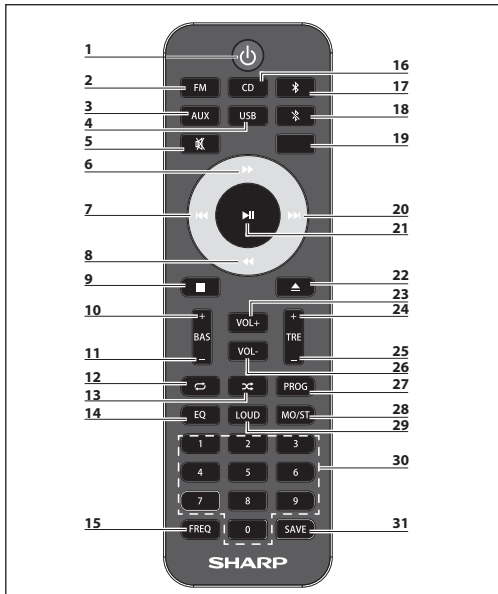 1
2 FM CD 16
17
3 AUX USB 18
4
5 19
6
7 20
21
8
9 22
23
10 + VOL+ + 24
BAS TRE
11 - VOL- - 25
26
12 PROG 27
13
14 EQ LOUD MO/ST 28
29
1 2 3
4 5 6 30
7 8 9
15 FREQ 0 SAVE 31
SHARP